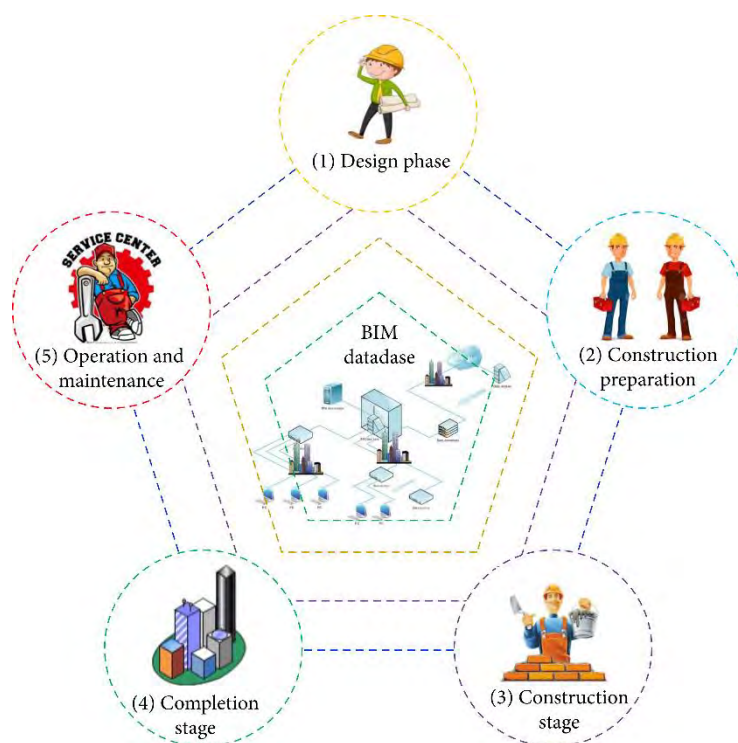 (1) Design phase
SERVICE CENTER
(5) Operation and
maintenance
(2) Construction
preparation
BIM
datadase
(4) Completion
stage
(3) Construction
stage